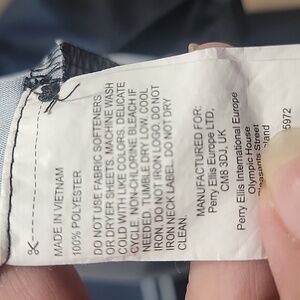 MADE IN VIETNAM
100% POLYESTER
DO NOT USE FABRIC SOFTENERS
OR DRYER SHEETS. MACHINE WASH
COLD WITH LIKE COLORS. DELICATE
CYCLE. NON-CHLORINE BLEACH IF
NEEDED. TUMBLE DRY LOW. COOL
IRON. DO NOT IRON LOGO. DO NOT
IRON NECK LABEL. DO NOT DRY
CLEAN
MANUFACTURED FOR:
Perry Ellis Europe LTD,
CM8 3DJ, UK
Perry Ellis International Europe
Olympic House
Pleasants Street
5972